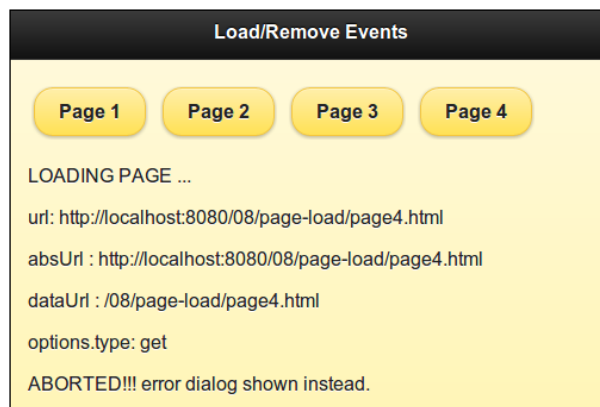 Load/Remove Events
Page 1 Page 2 Page 3 Page 4
LOADING PAGE ...
url: http://localhost:8080/08/page-load/page4.html
absUrl : http://localhost:8080/08/page-load/page4.html
dataUrl : /08/page-load/page4.html
options.type: get
ABORTED!!! error dialog shown instead.